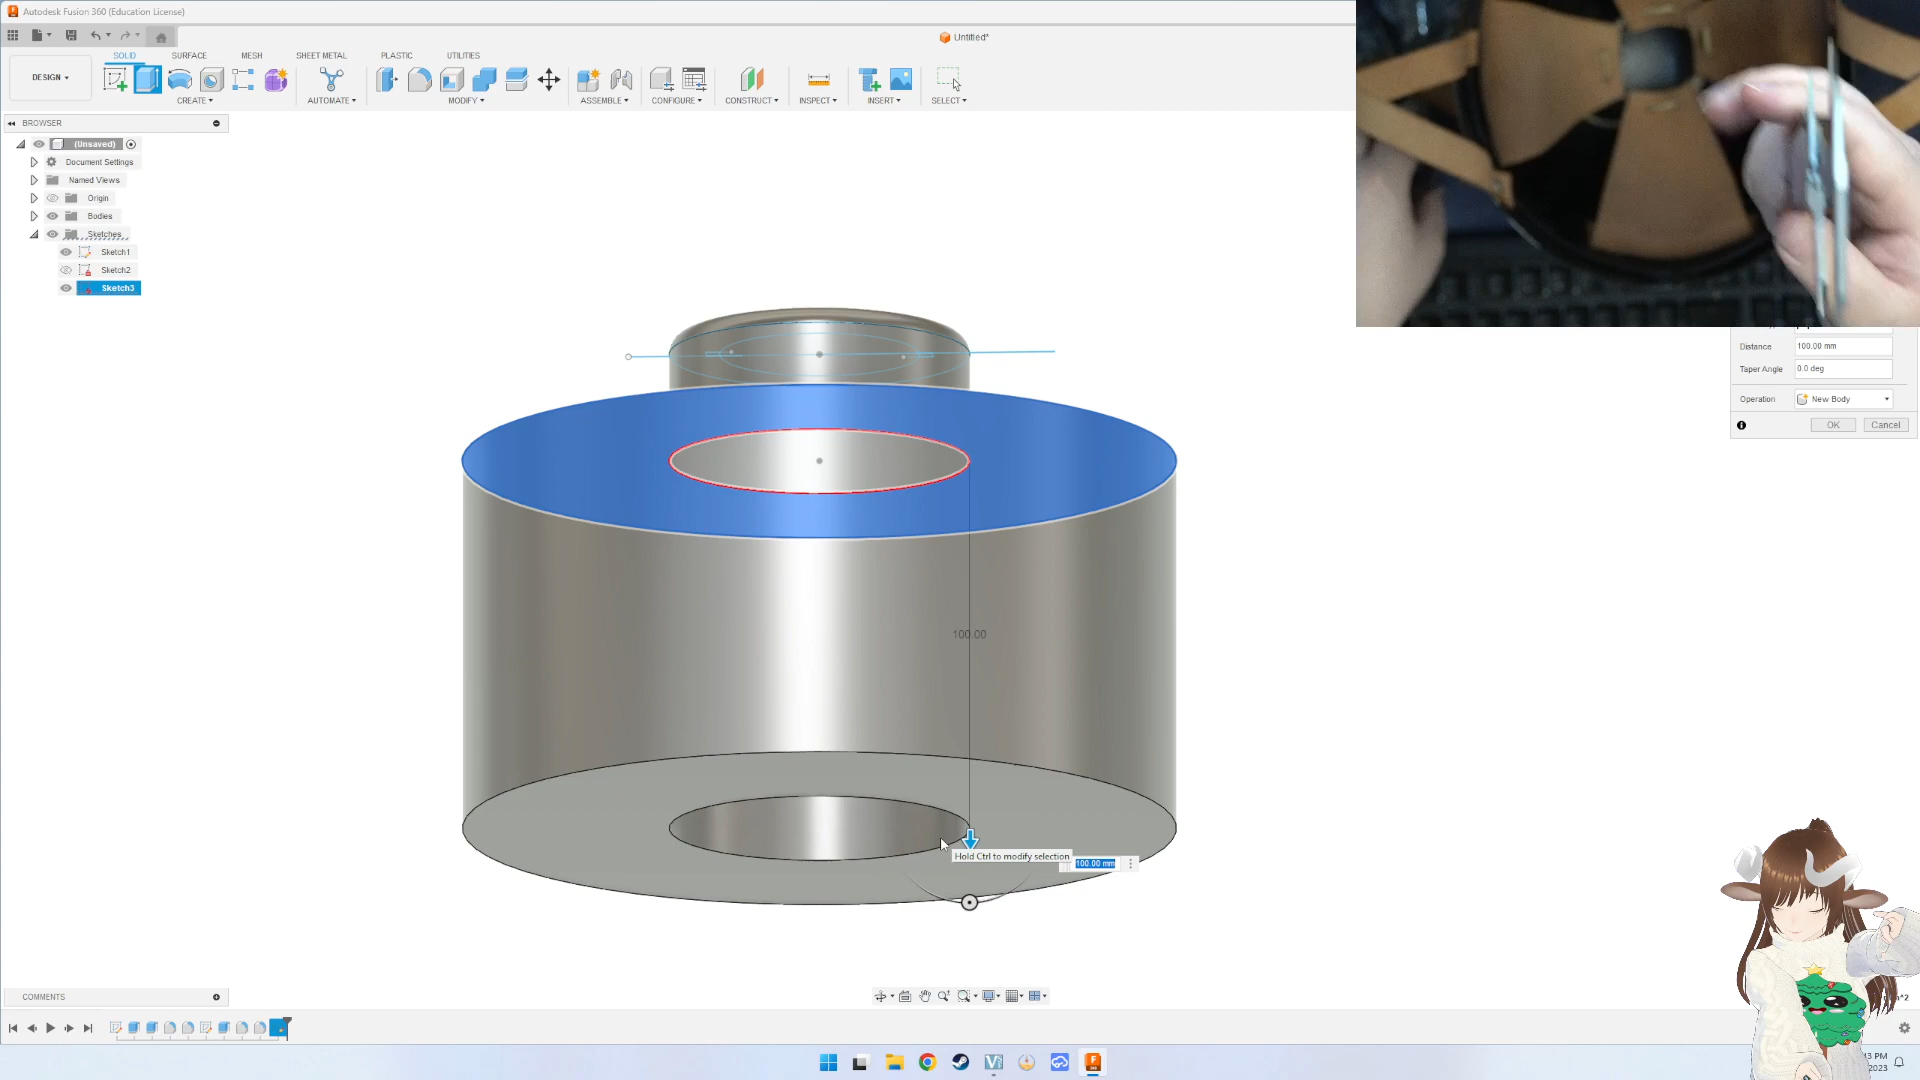 Autodesk Fusion 360 (Education License)
Untitled*
SOLID SURFACE MESH SHEET METAL PLASTIC UTILITIES
DESIGN
CREATE AUTOMATE MODIFY ASSEMBLE CONFIGURE CONSTRUCT INSPECT INSERT SELECT
BROWSER
(Unsaved)
Document Settings
Named Views
Origin
Bodies
Sketches
Sketch1
Sketch2
Sketch3
Distance 100.00 mm
Taper Angle 0.0 deg
Operation New Body
OK Cancel
100.00
Hold Ctrl to modify selection
100.00 mm
COMMENTS